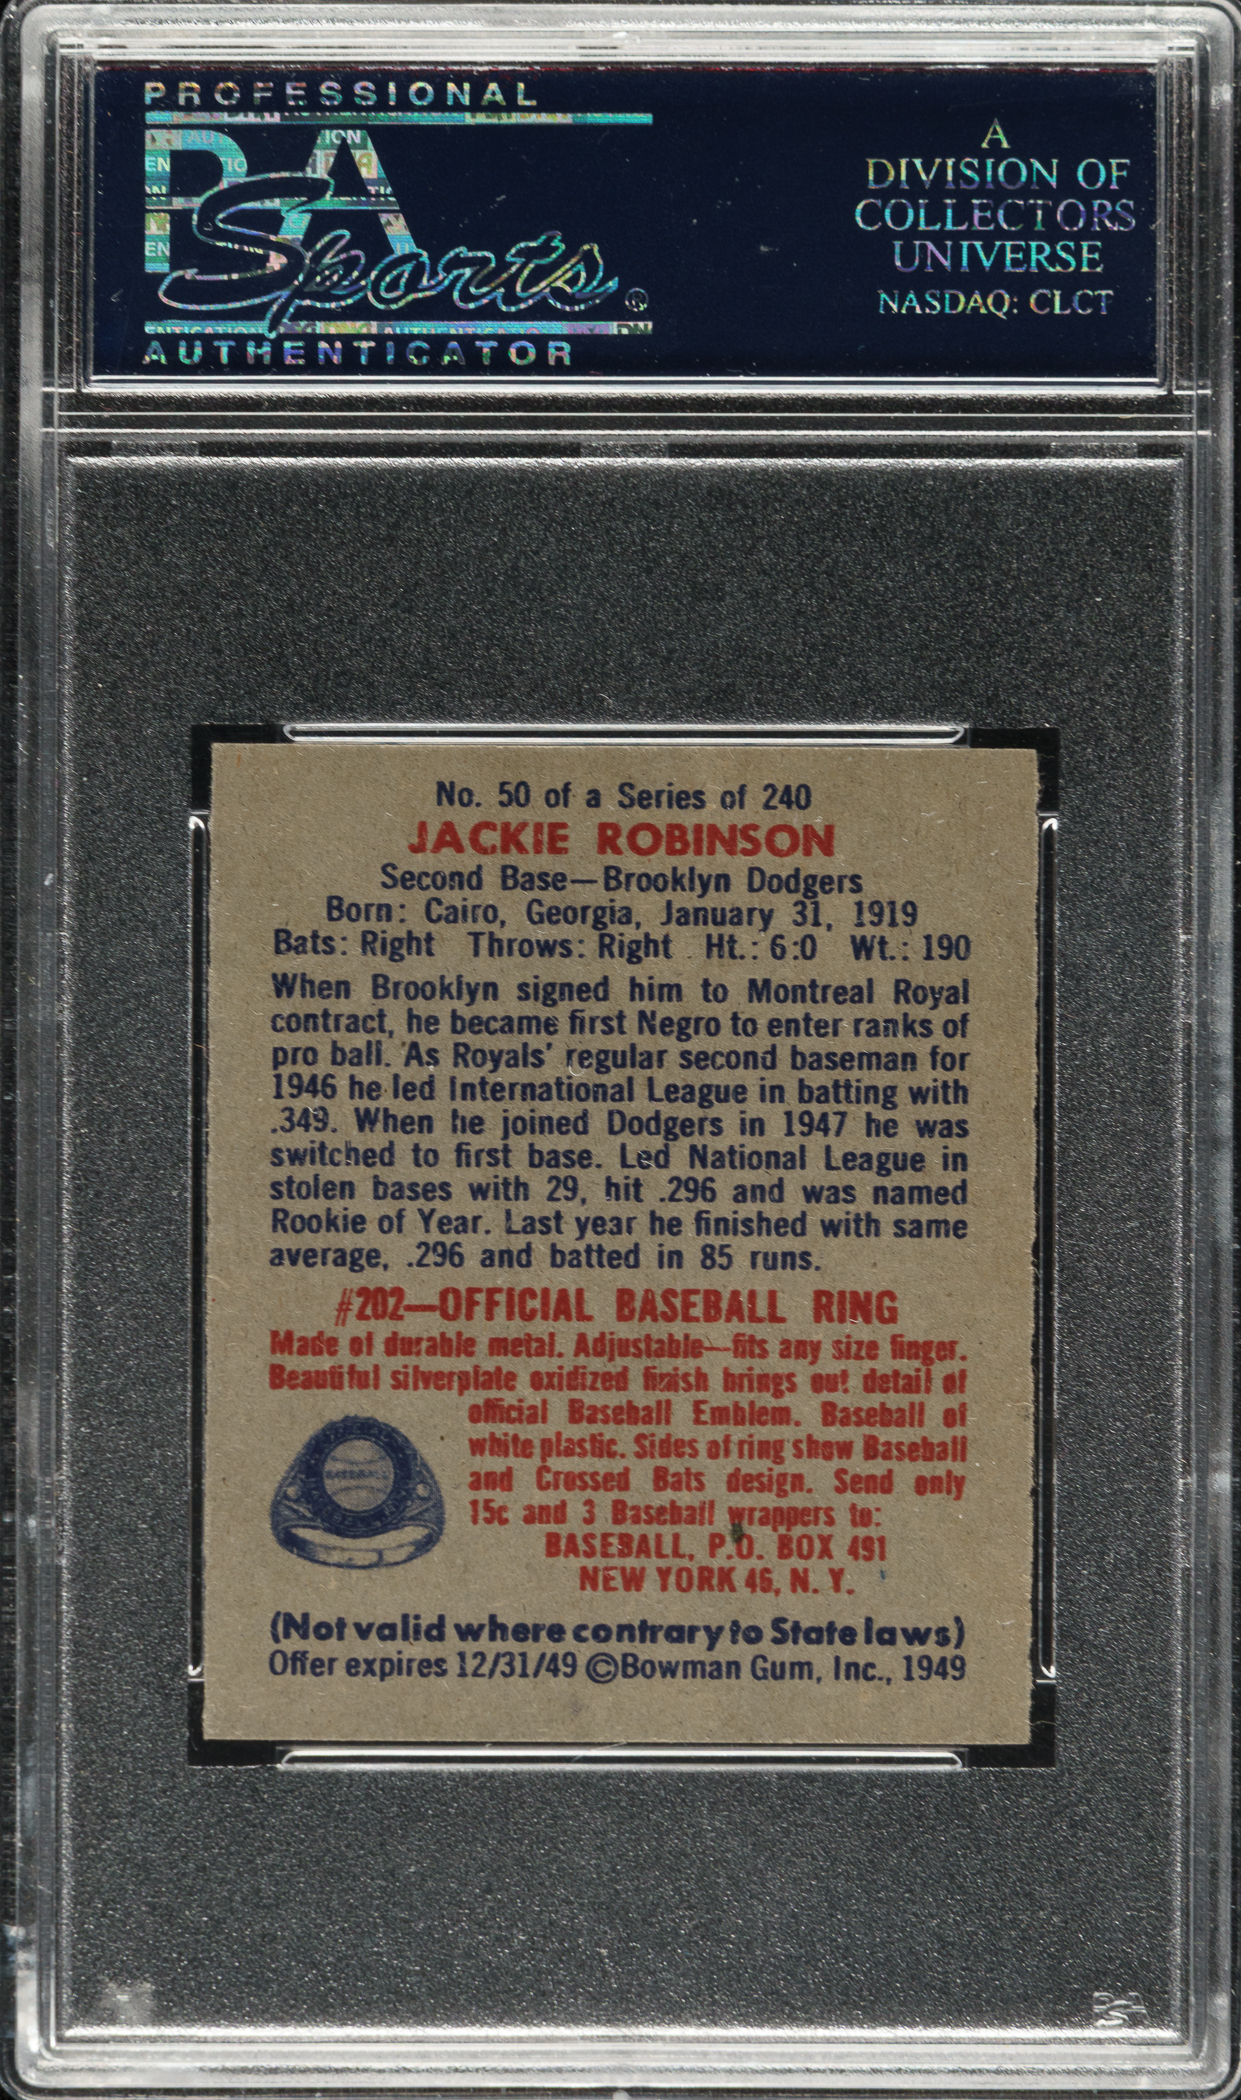 PROFESSIONAL
PSA
Sports®
AUTHENTICATOR
A
DIVISION OF
COLLECTORS
UNIVERSE
NASDAQ: CLCT
No. 50 of a Series of 240
JACKIE ROBINSON
Second Base—Brooklyn Dodgers
Born: Cairo, Georgia, January 31, 1919
Bats: Right Throws: Right Ht.: 6:0 Wt.: 190
When Brooklyn signed him to Montreal Royal
contract, he became first Negro to enter ranks of
pro ball. As Royals' regular second baseman for
1946 he led International League in batting with
.349. When he joined Dodgers in 1947 he was
switched to first base. Led National League in
stolen bases with 29, hit .296 and was named
Rookie of Year. Last year he finished with same
average, .296 and batted in 85 runs.
#202—OFFICIAL BASEBALL RING
Made of durable metal. Adjustable—fits any size finger.
Beautiful silverplate oxidized finish brings out detail of
official Baseball Emblem. Baseball of
white plastic. Sides of ring show Baseball
and Crossed Bats design. Send only
15c and 3 Baseball wrappers to:
BASEBALL, P.O. BOX 491
NEW YORK 46, N. Y.
BASEBALL
(Not valid where contrary to State laws)
Offer expires 12/31/49 ©Bowman Gum, Inc., 1949
PSA